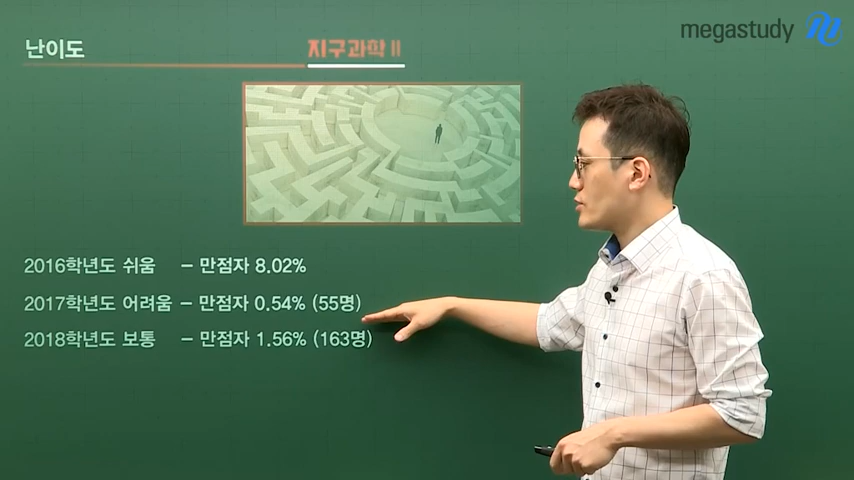 megastudy
난이도
지구과학 II
2016학년도 쉬움 - 만점자 8.02%
2017학년도 어려움 - 만점자 0.54% (55명)
2018학년도 보통 - 만점자 1.56% (163명)